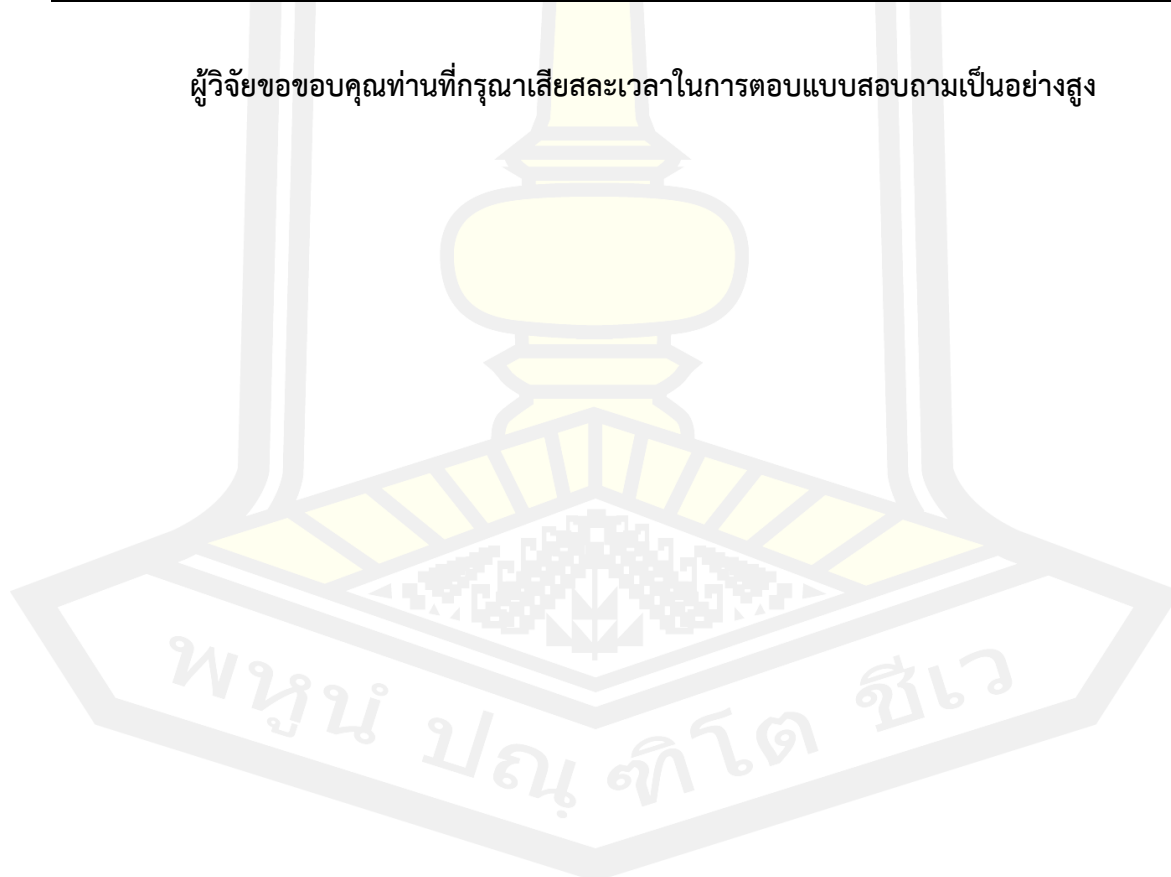 ผู้วิจัยขอขอบคุณท่านที่กรุณาเสียสละเวลาในการตอบแบบสอบถามเป็นอย่างสูง
พหูนํ ปณฺฑิโต ชีเว